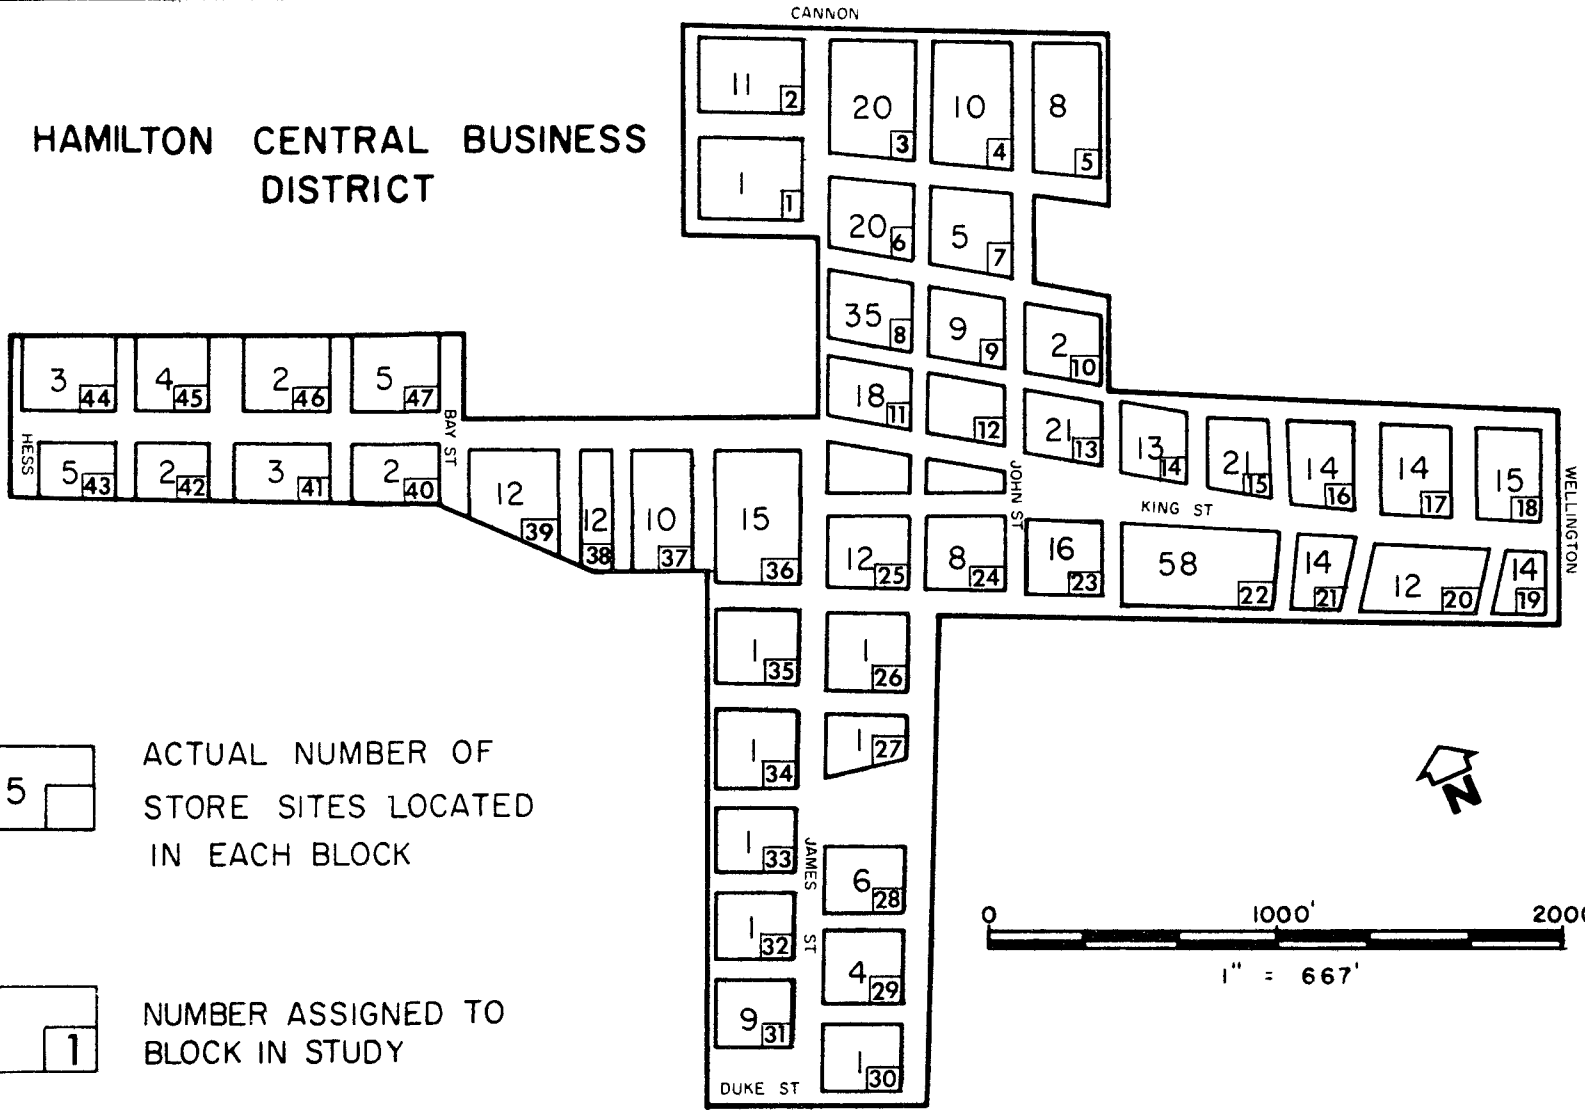 CANNON
HAMILTON CENTRAL BUSINESS
DISTRICT
11 2
20 3
10 4
8 5
1 1
20 6
5 7
35 8
9 9
2 10
18 11
12
21 13
13 14
21 15
14 16
14 17
15 18
3 44
4 45
2 46
5 47
BAY ST
HESS
5 43
2 42
3 41
2 40
12 39
12 38
10 37
15 36
JOHN ST
KING ST
WELLINGTON
12 25
8 24
16 23
58 22
14 21
12 20
14 19
1 35
1 26
1 34
1 27
1 33
JAMES ST
6 28
1 32
4 29
9 31
1 30
DUKE ST
5
ACTUAL NUMBER OF
STORE SITES LOCATED
IN EACH BLOCK
1
NUMBER ASSIGNED TO
BLOCK IN STUDY
N
0 1000'
1" = 667'